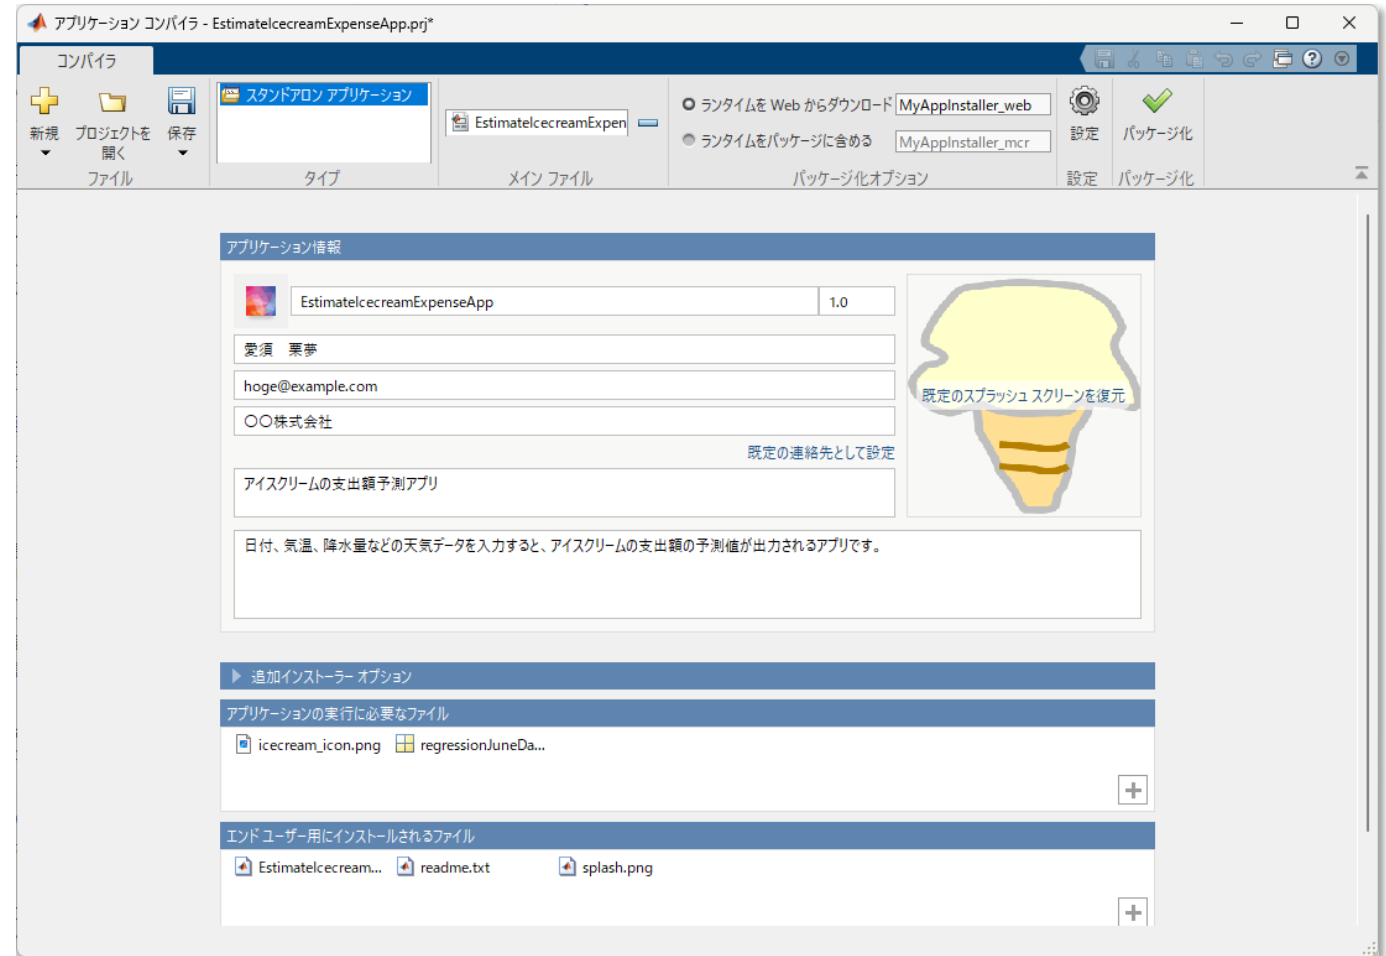 アプリケーション コンパイラ - EstimateIcecreamExpenseApp.prj*
コンパイラ
新規
プロジェクトを
開く
保存
ファイル
スタンドアロン アプリケーション
タイプ
EstimateIcecreamExpen
メイン ファイル
ランタイムを Web からダウンロード
MyAppInstaller_web
ランタイムをパッケージに含める
MyAppInstaller_mcr
パッケージ化オプション
設定
設定
パッケージ化
パッケージ化
アプリケーション情報
EstimateIcecreamExpenseApp
1.0
愛須 栗夢
hoge@example.com
〇〇株式会社
既定の連絡先として設定
既定のスプラッシュ スクリーンを復元
アイスクリームの支出額予測アプリ
日付、気温、降水量などの天気データを入力すると、アイスクリームの支出額の予測値が出力されるアプリです。
追加インストーラー オプション
アプリケーションの実行に必要なファイル
icecream_icon.png
regressionJuneDa...
エンド ユーザー用にインストールされるファイル
EstimateIcecream...
readme.txt
splash.png